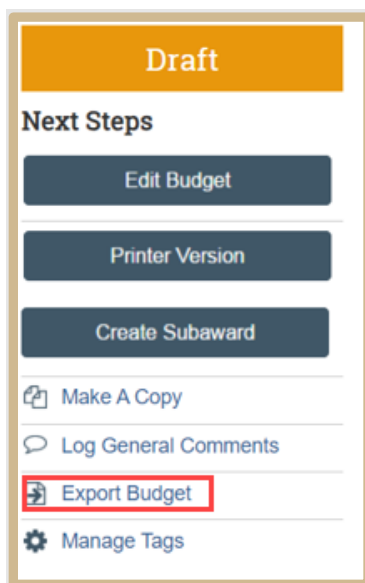 Draft
Next Steps
Edit Budget
Printer Version
Create Subaward
Make A Copy
Log General Comments
Export Budget
Manage Tags